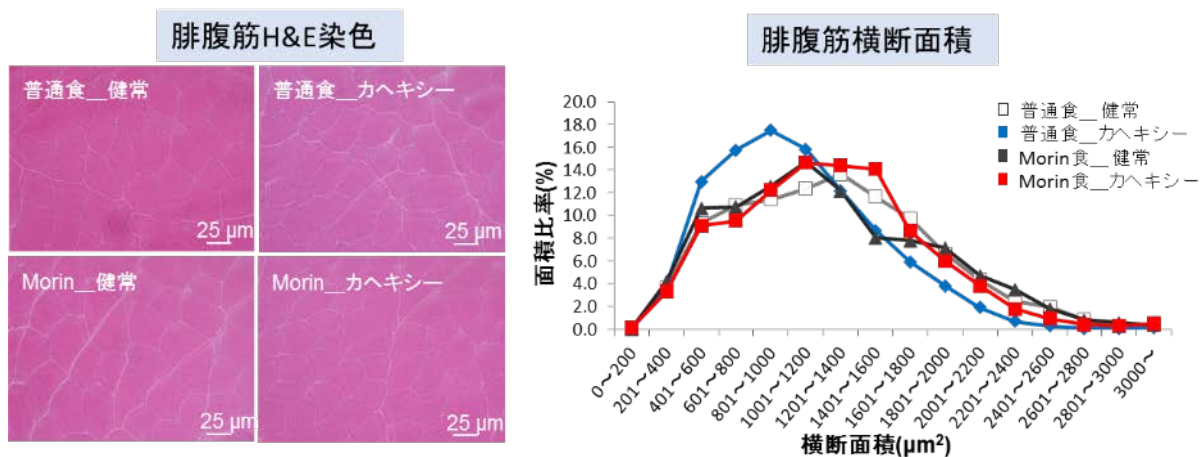 腓腹筋H&E染色
普通食__健常
普通食__カヘキシー
25 µm
25 µm
Morin__健常
Morin__カヘキシー
25 µm
25 µm
腓腹筋横断面積
面積比率(%)
20.0
18.0
16.0
14.0
12.0
10.0
8.0
6.0
4.0
2.0
0.0
普通食__健常
普通食__カヘキシー
Morin食__健常
Morin食__カヘキシー
0～200
201～400
401～600
601～800
801～1000
1001～1200
1201～1400
1401～1600
1601～1800
1801～2000
2001～2200
2201～2400
2401～2600
2601～2800
2801～3000
3000～
横断面積(µm²)